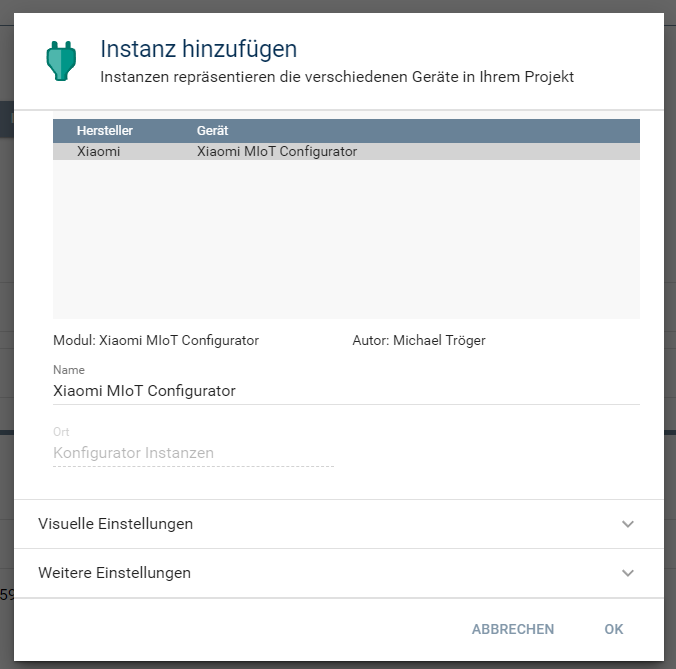 Instanz hinzufügen
Instanzen repräsentieren die verschiedenen Geräte in Ihrem Projekt
Hersteller Gerät
Xiaomi Xiaomi MIoT Configurator
Modul: Xiaomi MIoT Configurator Autor: Michael Tröger
Name
Xiaomi MIoT Configurator
Ort
Konfigurator Instanzen
Visuelle Einstellungen
Weitere Einstellungen
59
ABBRECHEN OK